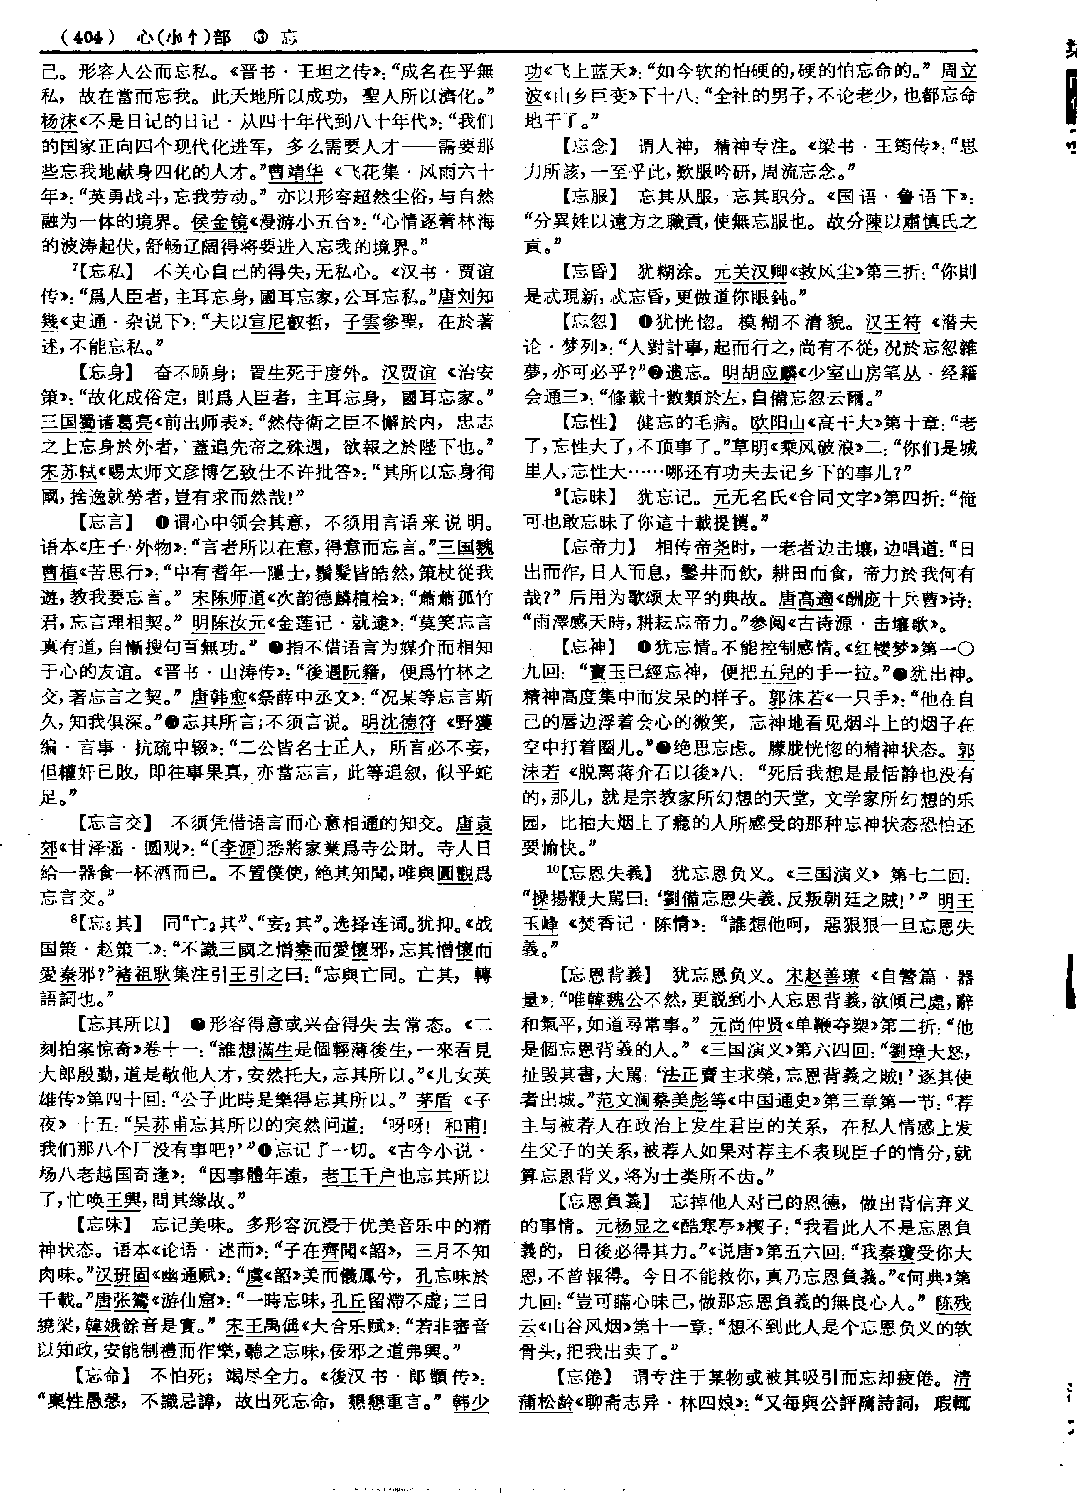 (404) 心(小忄)部 ③ 忘
己。形容人公而忘私。《晋书·王坦之传》:“成名在乎無
私，故在當而忘我。此天地所以成功，聖人所以濟化。”
杨沫《不是日记的日记·从四十年代到八十年代》:“我们
的国家正向四个现代化进军，多么需要人才——需要那
些忘我地献身四化的人才。”曹靖华《飞花集·风雨六十
年》:“英勇战斗,忘我劳动。”亦以形容超然尘俗,与自然
融为一体的境界。侯金镜《漫游小五台》:“心情逐着林海
的波涛起伏,舒畅辽阔得将要进入忘我的境界。”
7【忘私】 不关心自己的得失,无私心。《汉书·贾谊
传》:“爲人臣者,主耳忘身,國耳忘家,公耳忘私。”唐刘知
幾《史通·杂说下》:“夫以宣尼叡哲，子雲參聖，在於著
述,不能忘私。”
【忘身】 奋不顾身；置生死于度外。汉贾谊《治安
策》:“故化成俗定，則爲人臣者，主耳忘身，國耳忘家。”
三国蜀诸葛亮《前出师表》:“然侍衛之臣不懈於内，忠志
之士忘身於外者，蓋追先帝之殊遇，欲報之於陛下也。”
宋苏轼《赐太师文彦博乞致仕不许批答》:“其所以忘身徇
國,捨逸就勞者,豈有求而然哉!”
【忘言】 ❶谓心中领会其意，不须用言语来说明。
语本《庄子·外物》:“言者所以在意,得意而忘言。”三国魏
曹植《苦思行》:“中有耆年一隱士,鬚髮皆皓然,策杖從我
遊,教我要忘言。”宋陈师道《次韵德麟植桧》:“蕭蕭孤竹
君,忘言理相契。”明陈汝元《金莲记·就逮》:“莫笑忘言
真有道,自慚搜句百無功。”❷指不借语言为媒介而相知
于心的友谊。《晋书·山涛传》:“後遇阮籍，便爲竹林之
交,著忘言之契。”唐韩愈《祭薛中丞文》:“况某等忘言斯
久,知我俱深。”❸忘其所言;不须言说。明沈德符《野獲
编·言事·抗疏中辍》:“二公皆名士正人，所言必不妄，
但權奸已敗，即往事果真,亦當忘言，此等追叙，似乎蛇
足。”
【忘言交】 不须凭借语言而心意相通的知交。唐袁
郊《甘泽谣·圆观》:“〔李源〕悉將家業爲寺公財。寺人日
给一器食一杯酒而已。不置僕使,絶其知聞,唯與圓觀爲
忘言交。”
8【忘2其】 同“亡2其”、“妄2其”。选择连词。犹抑。《战
国策·赵策二》:“不識三國之憎秦而愛懷邪,忘其憎懷而
愛秦邪?”諸祖耿集注引王引之曰:“忘與亡同。亡其，轉
語詞也。”
【忘其所以】 ❶形容得意或兴奋得失去常态。《二
刻拍案惊奇》卷十一:“誰想滿生是個輕薄後生,一來看見
大郎殷勤,道是敬他人才,安然托大,忘其所以。”《儿女英
雄传》第四十回:“公子此時是樂得忘其所以。”茅盾《子
夜》十五:“吴荪甫忘其所以的突然问道：‘呀呀！和甫!
我们那八个厂没有事吧?’”❷忘记了一切。《古今小说·
杨八老越国奇逢》：“因事體年遠，老王千户也忘其所以
了,忙唤王興,問其緣故。”
【忘味】 忘记美味。多形容沉浸于优美音乐中的精
神状态。语本《论语·述而》:“子在齊聞《韶》，三月不知
肉味。”汉班固《幽通赋》:“虞《韶》美而儀鳳兮，孔忘味於
千載。”唐张鷟《游仙窟》:“一時忘味,孔丘留滯不虚;三日
繞梁,韓娥餘音是實。”宋王禹偁《大合乐赋》:“若非審音
以知政,安能制禮而作樂,聽之忘味,佞邪之道弗興。”
【忘命】 不怕死；竭尽全力。《後汉书·郎顗传》:
“稟性愚慤，不識忌諱，故出死忘命，懇懇重言。”韩少
功《飞上蓝天》:“如今软的怕硬的,硬的怕忘命的。”周立
波《山乡巨变》下十八:“全社的男子,不论老少,也都忘命
地干了。”
【忘念】 谓人神，精神专注。《梁书·王筠传》:“思
力所該,一至乎此,歎服吟研,周流忘念。”
【忘服】 忘其从服，忘其职分。《国语·鲁语下》:
“分異姓以遠方之職貢,使無忘服也。故分陳以肅慎氏之
貢。”
【忘昏】 犹糊涂。元关汉卿《救风尘》第三折:“你則
是忒現新,忒忘昏,更做道你眼鈍。”
【忘忽】 ❶犹恍惚。模糊不清貌。汉王符《潜夫
论·梦列》:“人對計事,起而行之,尚有不從,况於忘忽雜
夢,亦可必乎?”❷遗忘。明胡应麟《少室山房笔丛·经籍
会通三》:“條載十數類於左,自備忘忽云爾。”
【忘性】 健忘的毛病。欧阳山《高干大》第十章:“老
了,忘性大了,不顶事了。”草明《乘风破浪》二:“你们是城
里人,忘性大……哪还有功夫去记乡下的事儿?”
9【忘昧】 犹忘记。元无名氏《合同文字》第四折:“俺
可也敢忘昧了你這十載提携。”
【忘帝力】 相传帝尧时,一老者边击壤,边唱道:“日
出而作,日入而息，鑿井而飲，耕田而食，帝力於我何有
哉?”后用为歌颂太平的典故。唐高適《酬庞十兵曹》诗:
“雨澤感天時,耕耘忘帝力。”参阅《古诗源·击壤歌》。
【忘神】 ❶犹忘情。不能控制感情。《红楼梦》第一〇
九回:“寶玉已經忘神，便把五兒的手一拉。”❷犹出神。
精神高度集中而发呆的样子。郭沫若《一只手》:“他在自
己的唇边浮着会心的微笑，忘神地看见烟斗上的烟子在
空中打着圈儿。”❸绝思忘虑。朦胧恍惚的精神状态。郭
沫若《脱离蒋介石以後》八:“死后我想是最恬静也没有
的,那儿，就是宗教家所幻想的天堂，文学家所幻想的乐
园，比抽大烟上了瘾的人所感受的那种忘神状态恐怕还
要愉快。”
10【忘恩失義】 犹忘恩负义。《三国演义》第七二回:
“操揚鞭大駡曰:‘劉備忘恩失義、反叛朝廷之賊!’”明王
玉峰《焚香记·陈情》:“誰想他呵，惡狠狠一旦忘恩失
義。”
【忘恩背義】 犹忘恩负义。宋赵善璙《自警篇·器
量》:“唯韓魏公不然,更説到小人忘恩背義,欲傾己處,辭
和氣平,如道尋常事。”元尚仲贤《单鞭夺槊》第二折:“他
是個忘恩背義的人。”《三国演义》第六四回:“劉璋大怒,
扯毁其書,大駡:‘法正賣主求榮,忘恩背義之賊!’逐其使
者出城。”范文澜蔡美彪等《中国通史》第三章第一节:“荐
主与被荐人在政治上发生君臣的关系，在私人情感上发
生父子的关系,被荐人如果对荐主不表现臣子的情分,就
算忘恩背义,将为士类所不齿。”
【忘恩負義】 忘掉他人对己的恩德，做出背信弃义
的事情。元杨显之《酷寒亭》楔子:“我看此人不是忘恩負
義的，日後必得其力。”《说唐》第五六回:“我秦瓊受你大
恩,不曾報得。今日不能救你,真乃忘恩負義。”《何典》第
九回:“豈可瞞心昧己,做那忘恩負義的無良心人。”陈残
云《山谷风烟》第十一章:“想不到此人是个忘恩负义的软
骨头,把我出卖了。”
【忘倦】 谓专注于某物或被其吸引而忘却疲倦。清
蒲松龄《聊斋志异·林四娘》:“又每與公評騭詩詞，瑕輒